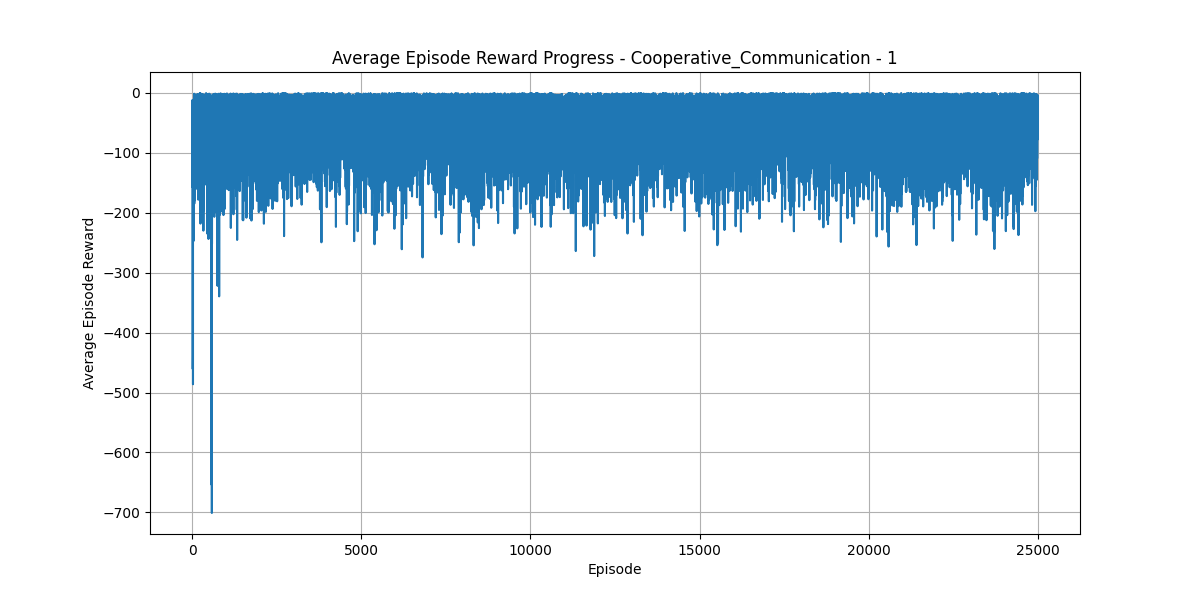 Average Episode Reward Progress - Cooperative_Communication - 1
0
−100
−200
−300
−400
−500
−600
−700
Average Episode Reward
0 5000 10000 15000 20000 25000
Episode